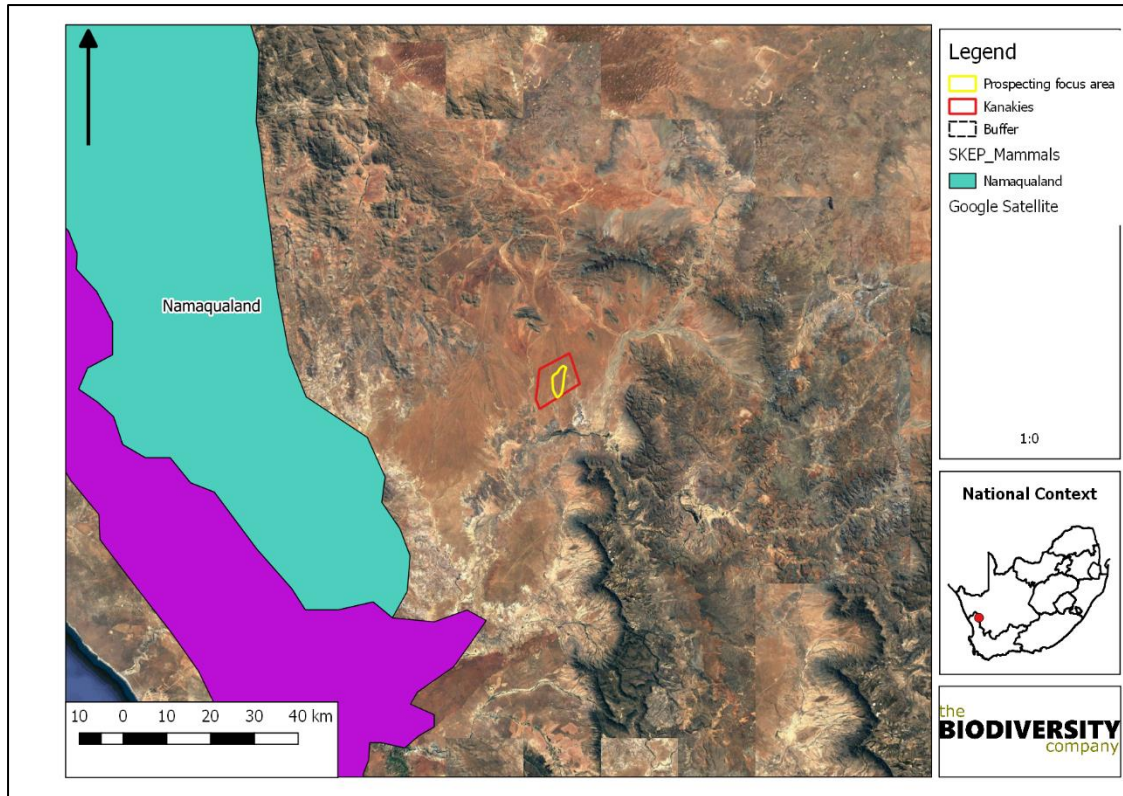 Namaqualand
10 0 10 20 30 40 km
Legend
Prospecting focus area
Kanakies
Buffer
SKEP_Mammals
Namaqualand
Google Satellite
1:0
National Context
the
BIODIVERSITY
company